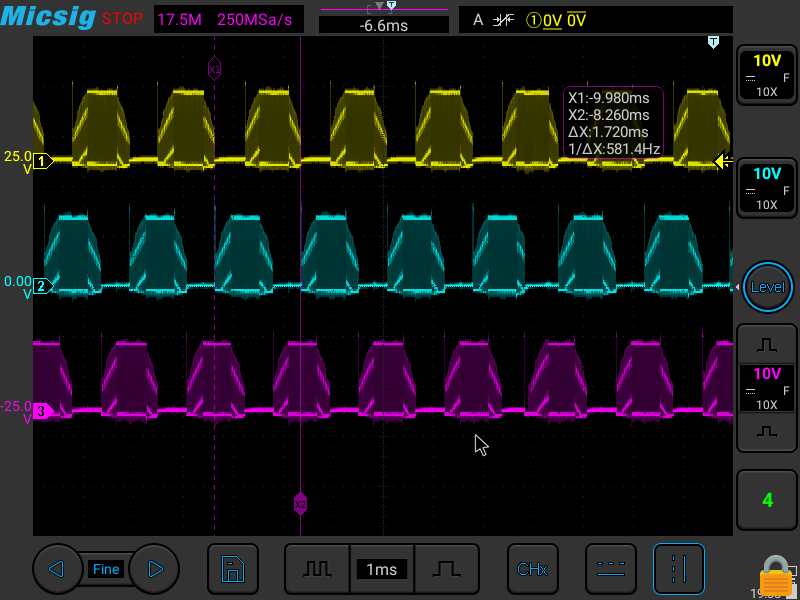 Micsig STOP 17.5M 250MSa/s -6.6ms T A ①0V 0V
T
X1
10V
F
10X
X1:-9.980ms
X2:-8.260ms
ΔX:1.720ms
1/ΔX:581.4Hz
25.0
V
1
10V
F
10X
0.00
V
2
Level
10V
F
10X
-25.0
V
3
X2
4
Fine
1ms
CHx